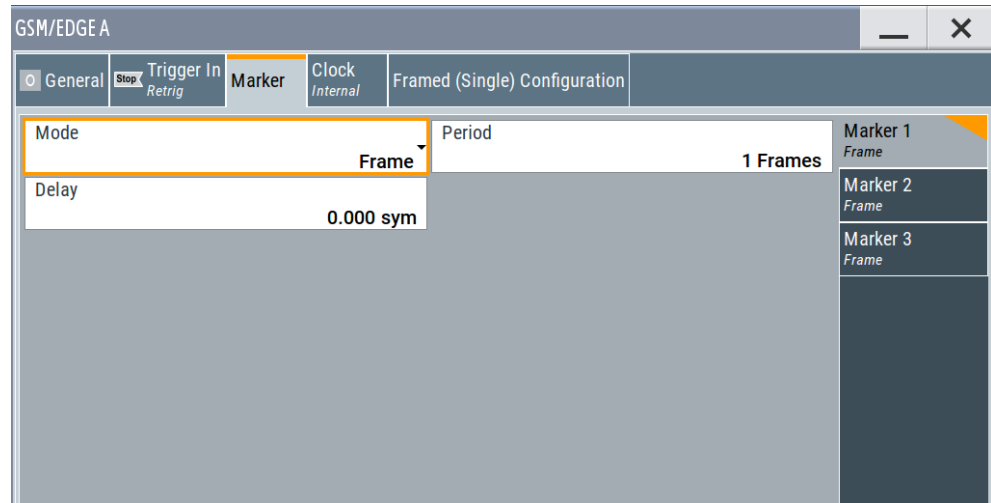 GSM/EDGE A
O General
Stop Trigger In
Retrig
Marker
Clock
Internal
Framed (Single) Configuration
Mode
Frame
Period
1 Frames
Delay
0.000 sym
Marker 1
Frame
Marker 2
Frame
Marker 3
Frame